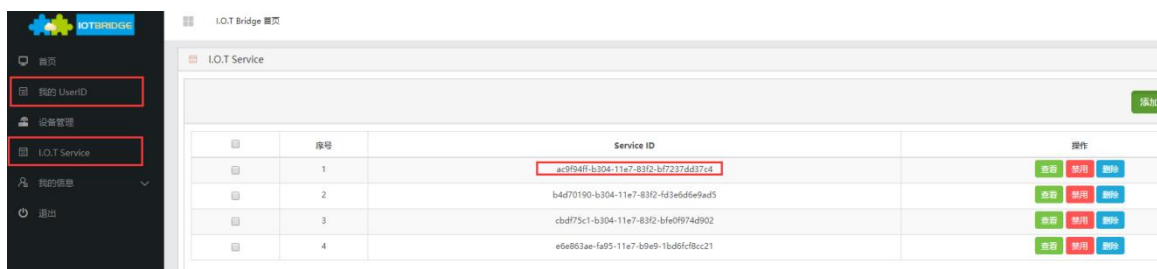 IOTBRIDGE
I.O.T Bridge 首页
首页
我的 UserID
设备管理
I.O.T Service
我的信息
退出
I.O.T Service
添加
序号 Service ID 操作
1 ac9f94ff-b304-11e7-83f2-bf7237dd37c4 查看 禁用 删除
2 b4d70190-b304-11e7-83f2-fd3e6d6e9ad5 查看 禁用 删除
3 cbdf75c1-b304-11e7-83f2-bfe0f974d902 查看 禁用 删除
4 e6e863ae-fa95-11e7-b9e9-1bd6fcf8cc21 查看 禁用 删除